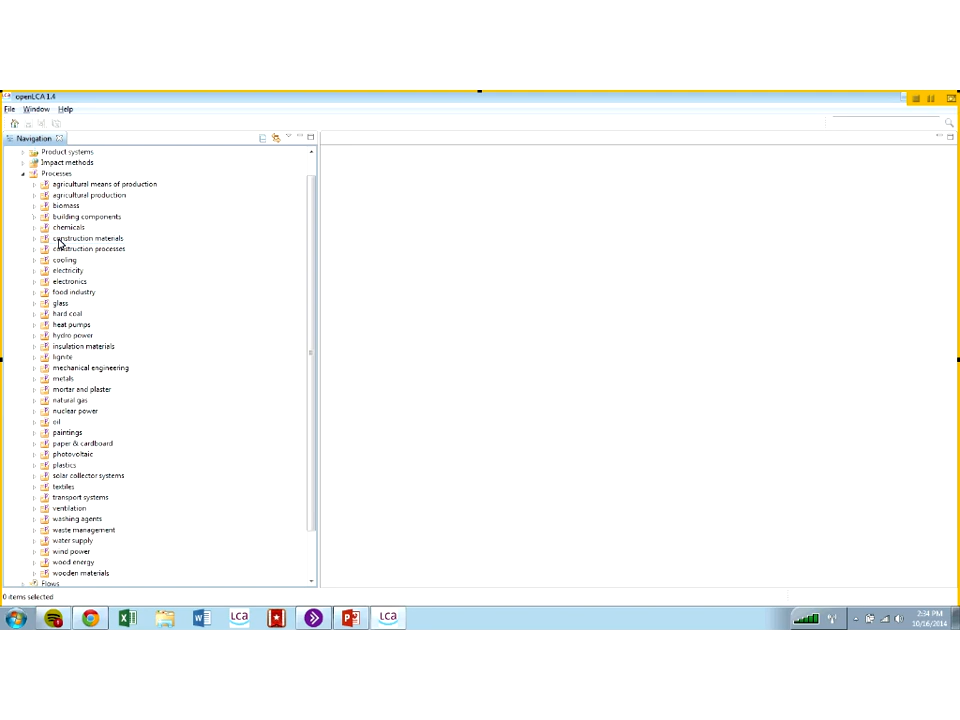 openLCA 1.4
File Window Help
Navigation
Product systems
Impact methods
Processes
agricultural means of production
agricultural production
biomass
building components
chemicals
construction materials
construction processes
cooling
electricity
electronics
food industry
glass
hard coal
heat pumps
hydro power
insulation materials
lignite
mechanical engineering
metals
mortar and plaster
natural gas
nuclear power
oil
paintings
paper & cardboard
photovoltaic
plastics
solar collector systems
textiles
transport systems
ventilation
washing agents
waste management
water supply
wind power
wood energy
wooden materials
Flows
0 items selected
LCA
LCA
2:34 PM
10/16/2014